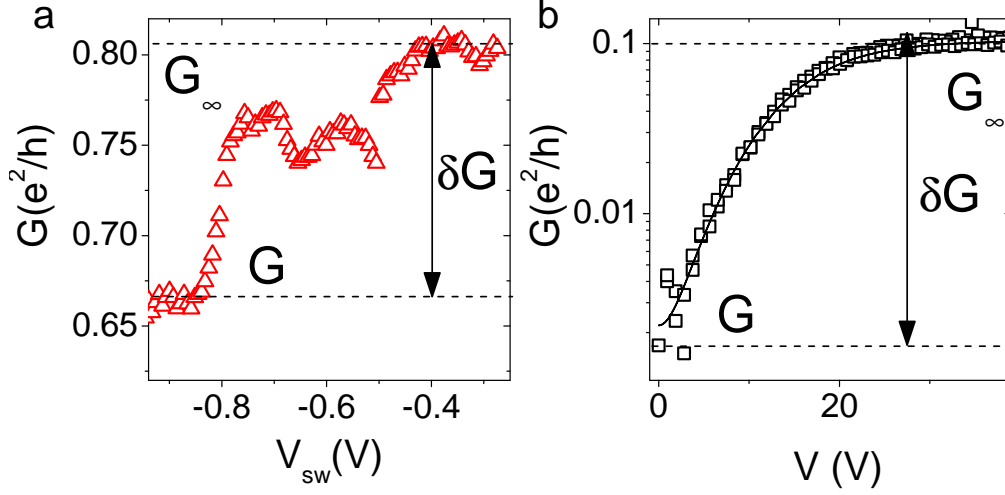 a
0.80
0.75
0.70
0.65
G(e²/h)
G∞
δG
G
-0.8
-0.6
-0.4
V_sw(V)
b
0.1
0.01
G(e²/h)
G∞
δG
G
0
20
V (V)